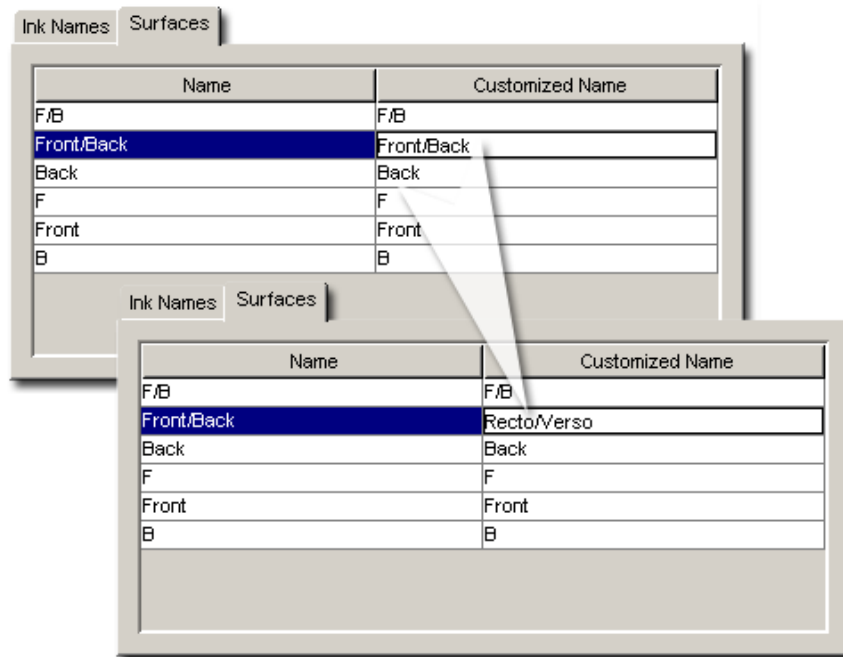 Ink Names Surfaces
Name Customized Name
F/B F/B
Front/Back Front/Back
Back Back
F F
Front Front
B B
Ink Names Surfaces
Name Customized Name
F/B F/B
Front/Back Recto/Verso
Back Back
F F
Front Front
B B